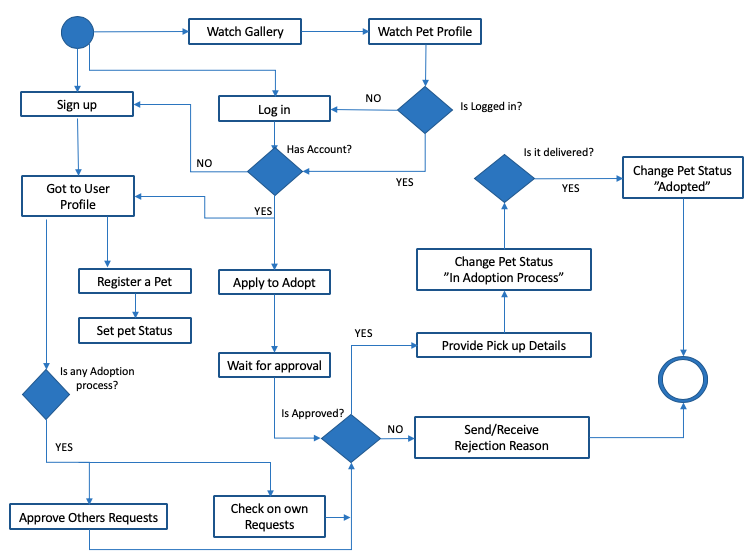 Watch Gallery
Watch Pet Profile
Sign up
Log in
NO
Is Logged in?
Has Account?
NO
YES
Is it delivered?
YES
Change Pet Status
”Adopted”
Got to User
Profile
YES
Register a Pet
Set pet Status
Apply to Adopt
Change Pet Status
”In Adoption Process”
Wait for approval
YES
Provide Pick up Details
Is any Adoption
process?
Is Approved?
NO
Send/Receive
Rejection Reason
YES
Approve Others Requests
Check on own
Requests